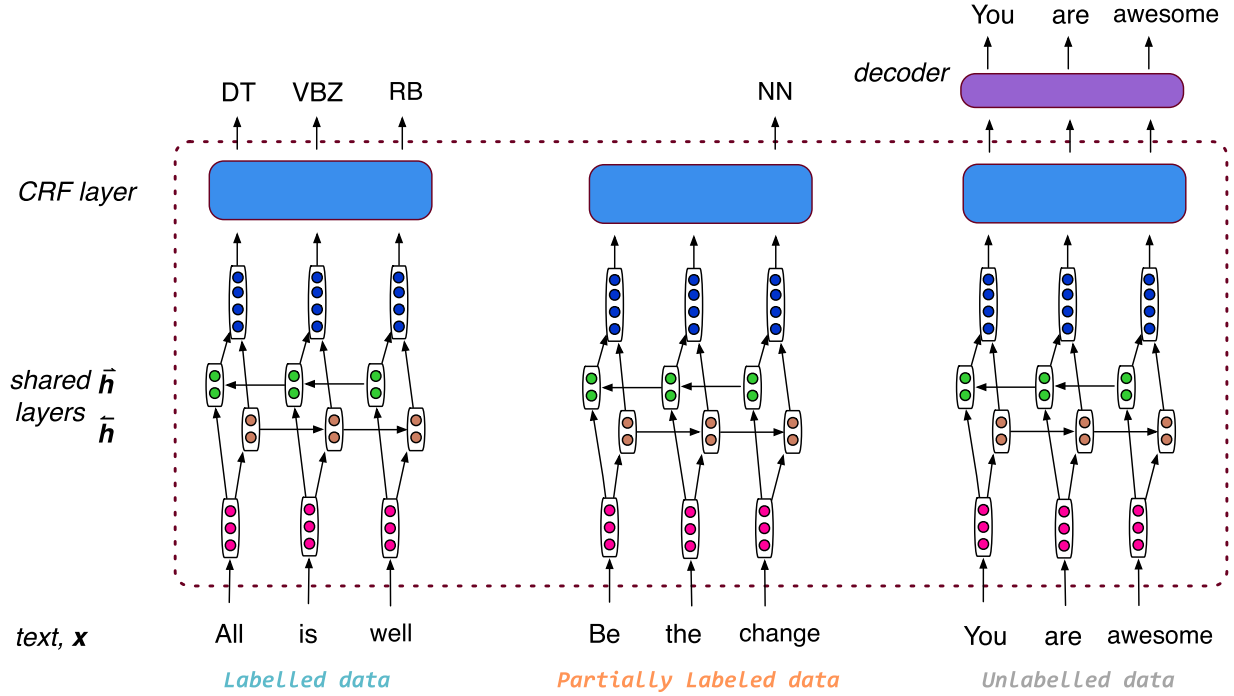 You are awesome
decoder
DT VBZ RB
NN
CRF layer
shared h⃗
layers h⃖
text, x
All is well
Be the change
You are awesome
Labelled data
Partially Labeled data
Unlabelled data